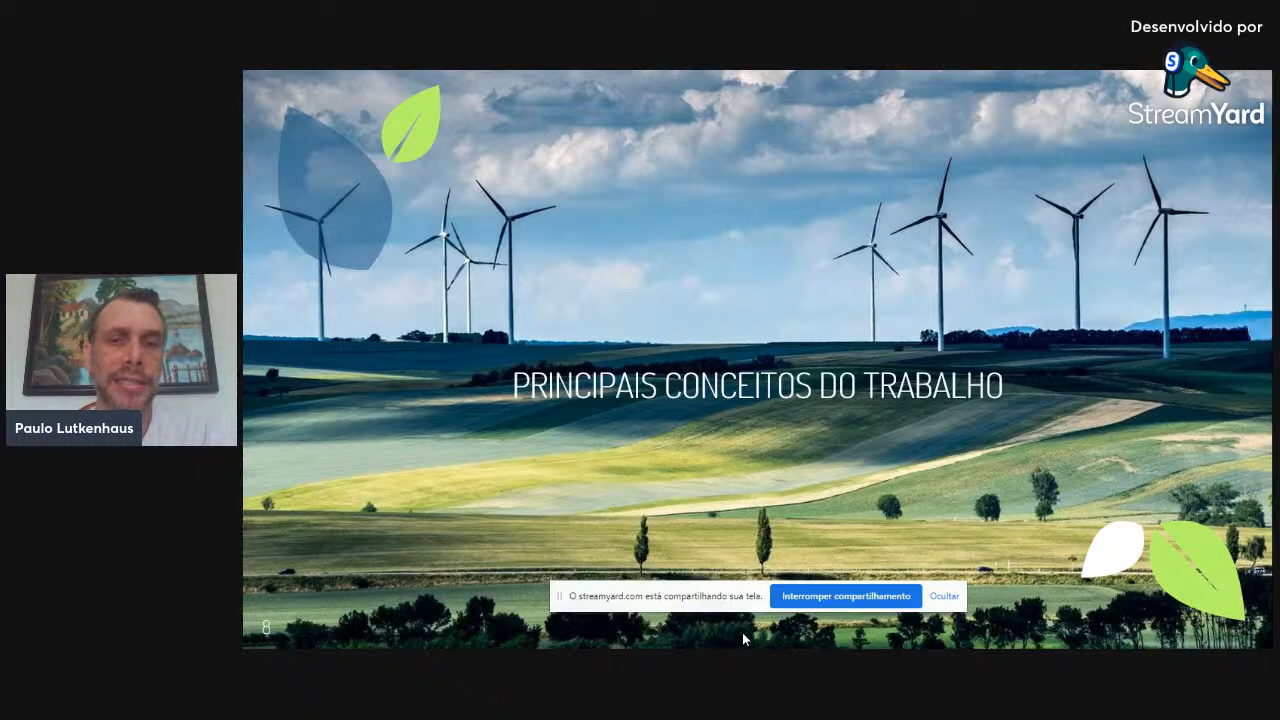 Desenvolvido por
S
StreamYard
PRINCIPAIS CONCEITOS DO TRABALHO
Paulo Lutkenhaus
O streamyard.com está compartilhando sua tela. Interromper compartilhamento Ocultar
8